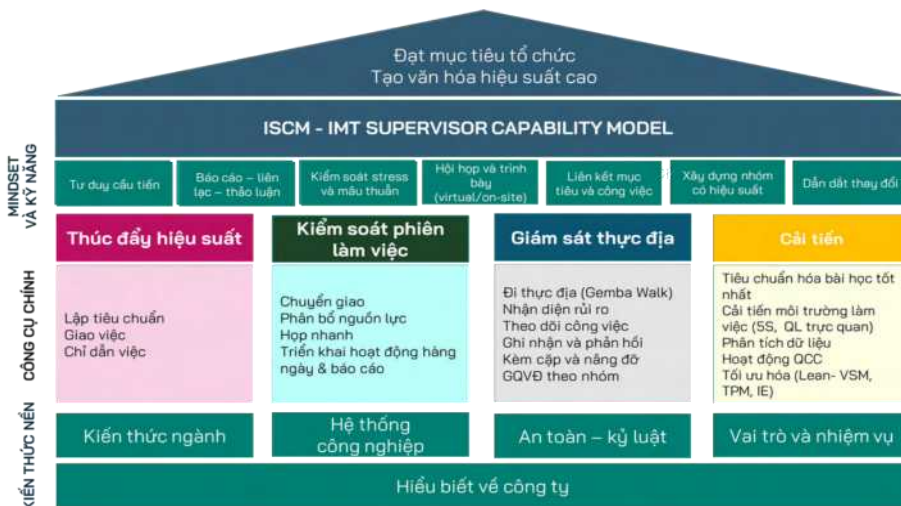 Đạt mục tiêu tổ chức
Tạo văn hóa hiệu suất cao
ISCM - IMT SUPERVISOR CAPABILITY MODEL
MINDSET
VÀ KỸ NĂNG
Tư duy cầu tiến
Báo cáo – liên
lạc – thảo luận
Kiểm soát stress
và mâu thuẫn
Hội họp và trình
bày
(virtual/on-site)
Liên kết mục
tiêu và công việc
Xây dựng nhóm
có hiệu suất
Dẫn dắt thay đổi
CÔNG CỤ CHÍNH
Thúc đẩy hiệu suất
Lập tiêu chuẩn
Giao việc
Chỉ dẫn việc
Kiểm soát phiên
làm việc
Chuyển giao
Phân bổ nguồn lực
Họp nhanh
Triển khai hoạt động hàng
ngày & báo cáo
Giám sát thực địa
Đi thực địa (Gemba Walk)
Nhận diện rủi ro
Theo dõi công việc
Ghi nhận và phản hồi
Kèm cặp và nâng đỡ
GQVĐ theo nhóm
Cải tiến
Tiêu chuẩn hóa bài học tốt
nhất
Cải tiến môi trường làm
việc (5S, QL trực quan)
Phân tích dữ liệu
Hoạt động QCC
Tối ưu hóa (Lean- VSM,
TPM, IE)
KIẾN THỨC NỀN
Kiến thức ngành
Hệ thống
công nghiệp
An toàn – kỷ luật
Vai trò và nhiệm vụ
Hiểu biết về công ty